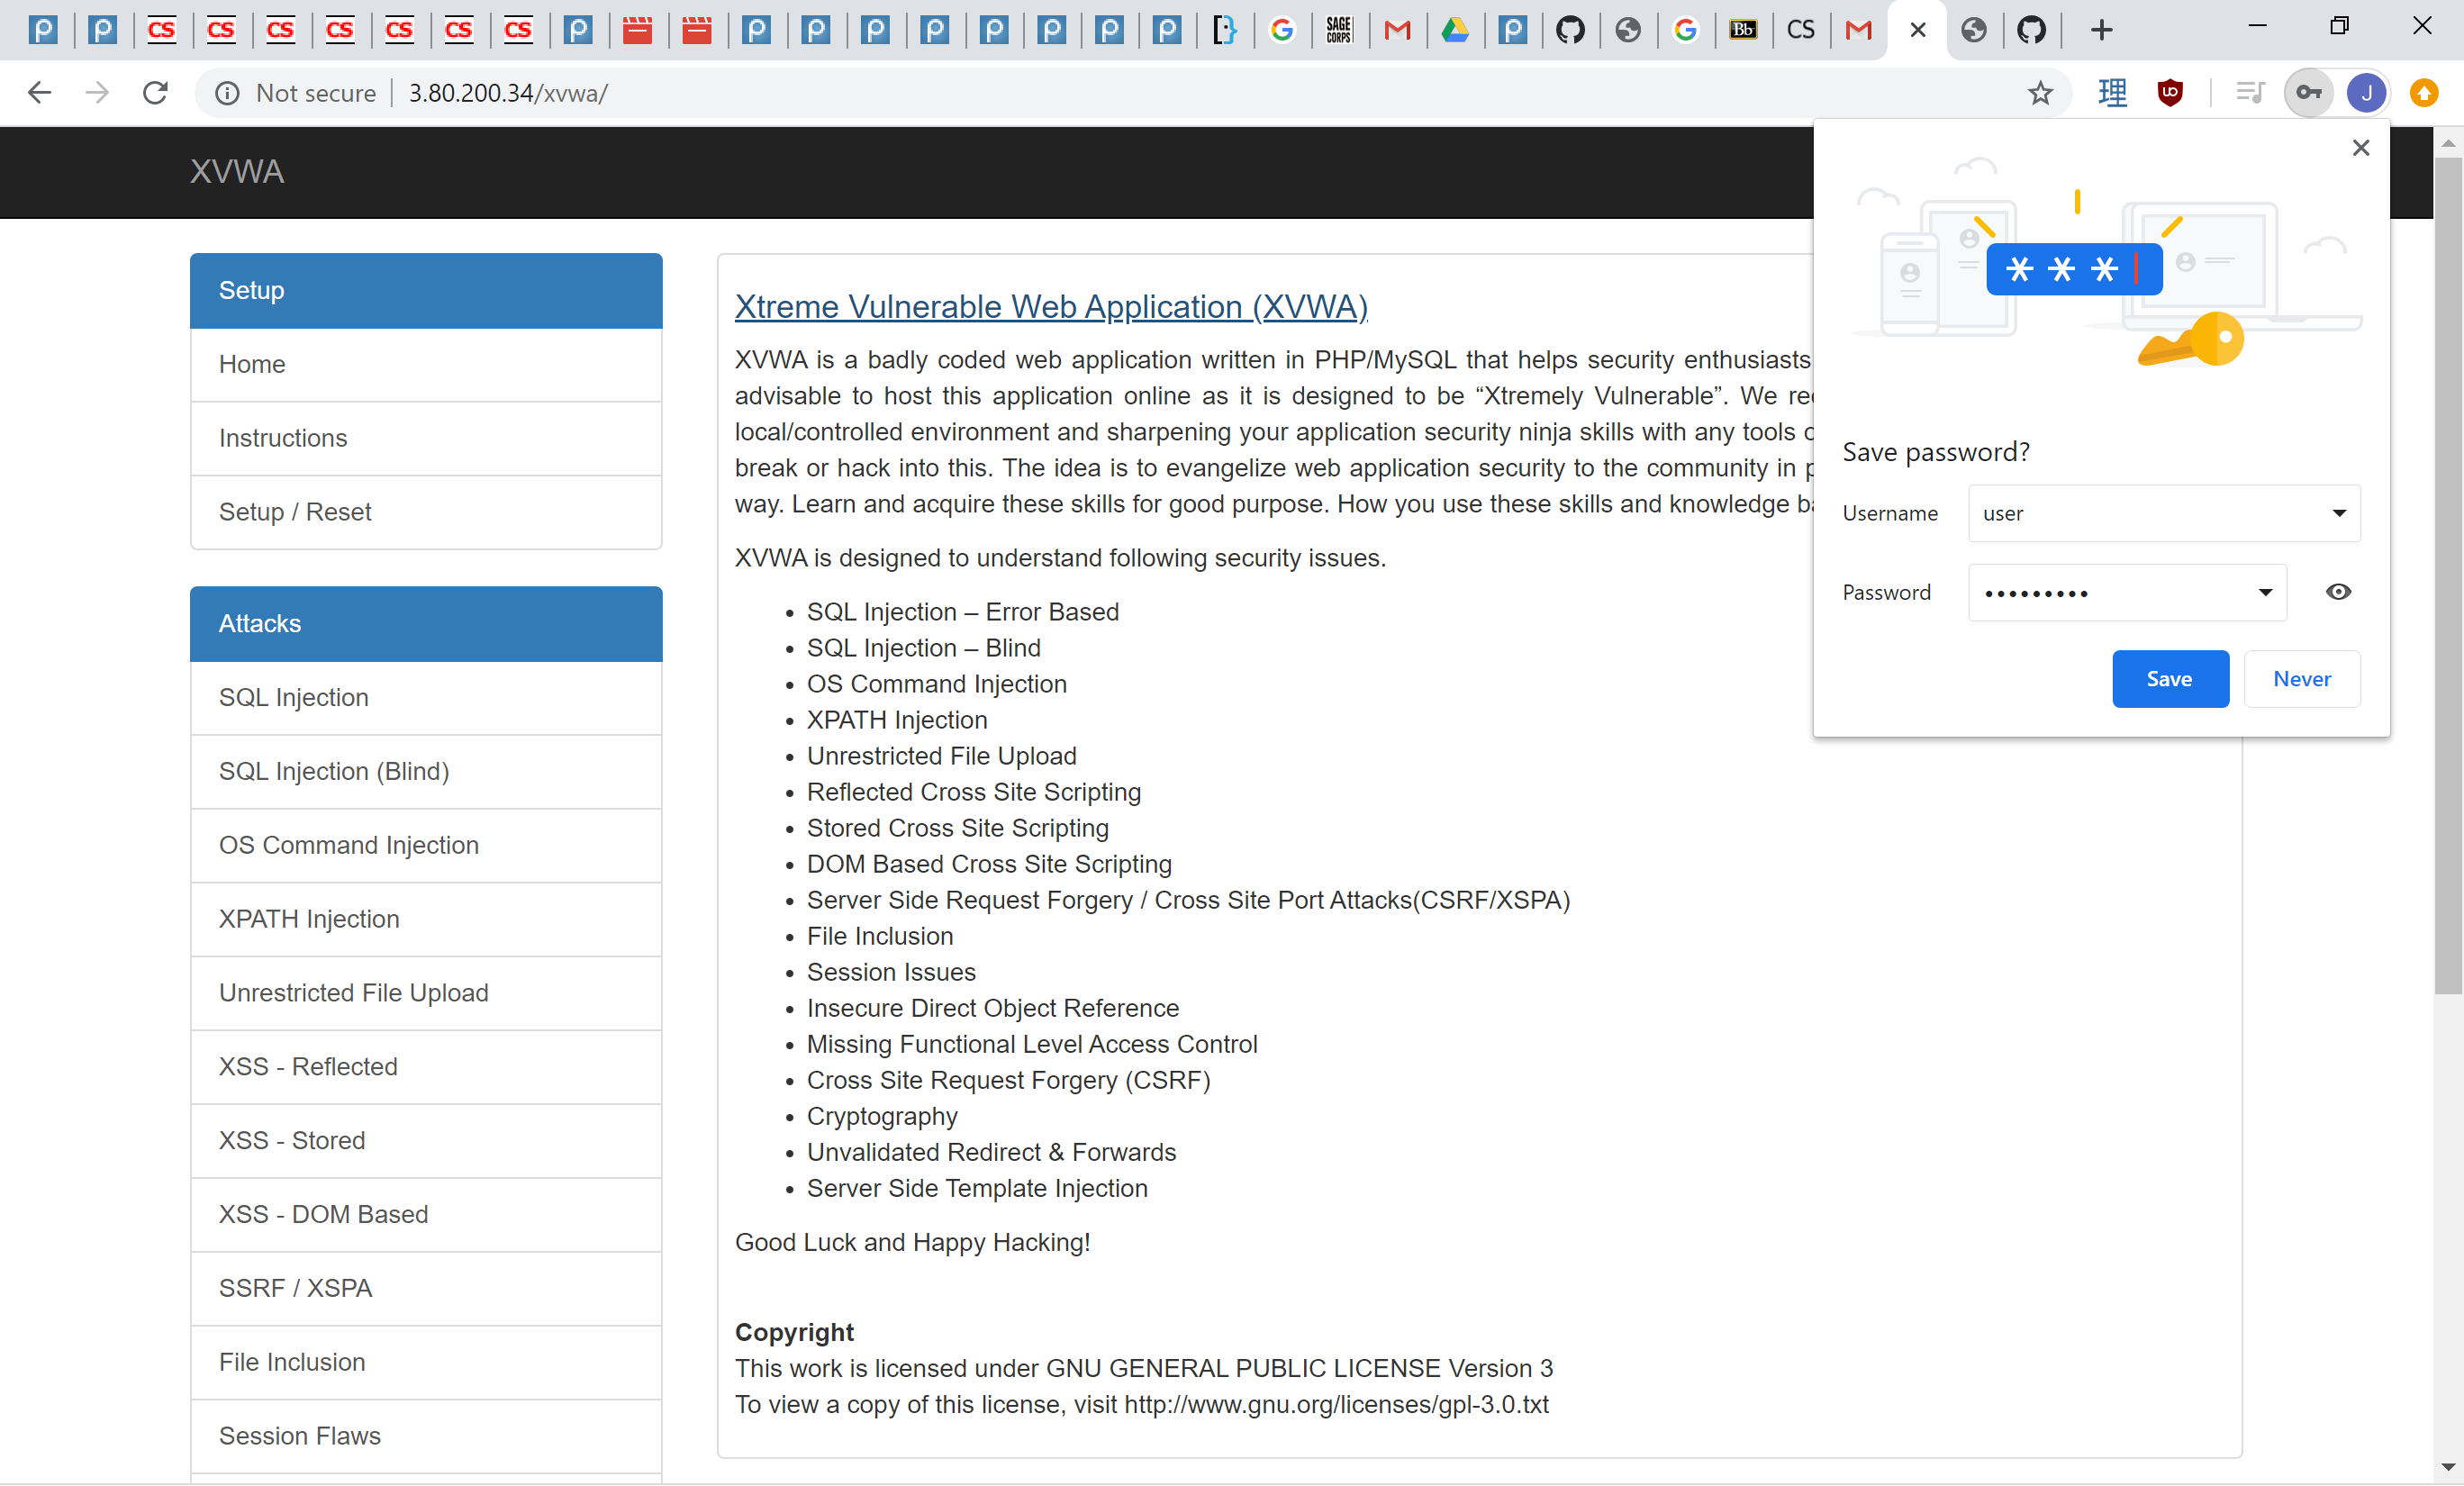 CS
CS
CS
CS
CS
CS
CS
SAGE
CORPS
Bb
CS
Not secure
3.80.200.34/xvwa/
理
J
XVWA
Setup
Home
Instructions
Setup / Reset
Attacks
SQL Injection
SQL Injection (Blind)
OS Command Injection
XPATH Injection
Unrestricted File Upload
XSS - Reflected
XSS - Stored
XSS - DOM Based
SSRF / XSPA
File Inclusion
Session Flaws
Xtreme Vulnerable Web Application (XVWA)
XVWA is a badly coded web application written in PHP/MySQL that helps security enthusiasts
advisable to host this application online as it is designed to be “Xtremely Vulnerable”. We
local/controlled environment and sharpening your application security ninja skills with any tools
break or hack into this. The idea is to evangelize web application security to the community in
way. Learn and acquire these skills for good purpose. How you use these skills and knowledge
XVWA is designed to understand following security issues.
• SQL Injection – Error Based
• SQL Injection – Blind
• OS Command Injection
• XPATH Injection
• Unrestricted File Upload
• Reflected Cross Site Scripting
• Stored Cross Site Scripting
• DOM Based Cross Site Scripting
• Server Side Request Forgery / Cross Site Port Attacks(CSRF/XSPA)
• File Inclusion
• Session Issues
• Insecure Direct Object Reference
• Missing Functional Level Access Control
• Cross Site Request Forgery (CSRF)
• Cryptography
• Unvalidated Redirect & Forwards
• Server Side Template Injection
Good Luck and Happy Hacking!
Copyright
This work is licensed under GNU GENERAL PUBLIC LICENSE Version 3
To view a copy of this license, visit http://www.gnu.org/licenses/gpl-3.0.txt
* * *
Save password?
Username
user
Password
•••••••••
Save
Never